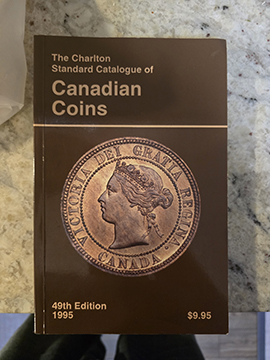 The Charlton
Standard Catalogue of
Canadian
Coins
VICTORIA DEI GRATIA REGINA
CANADA
49th Edition
1995
$9.95